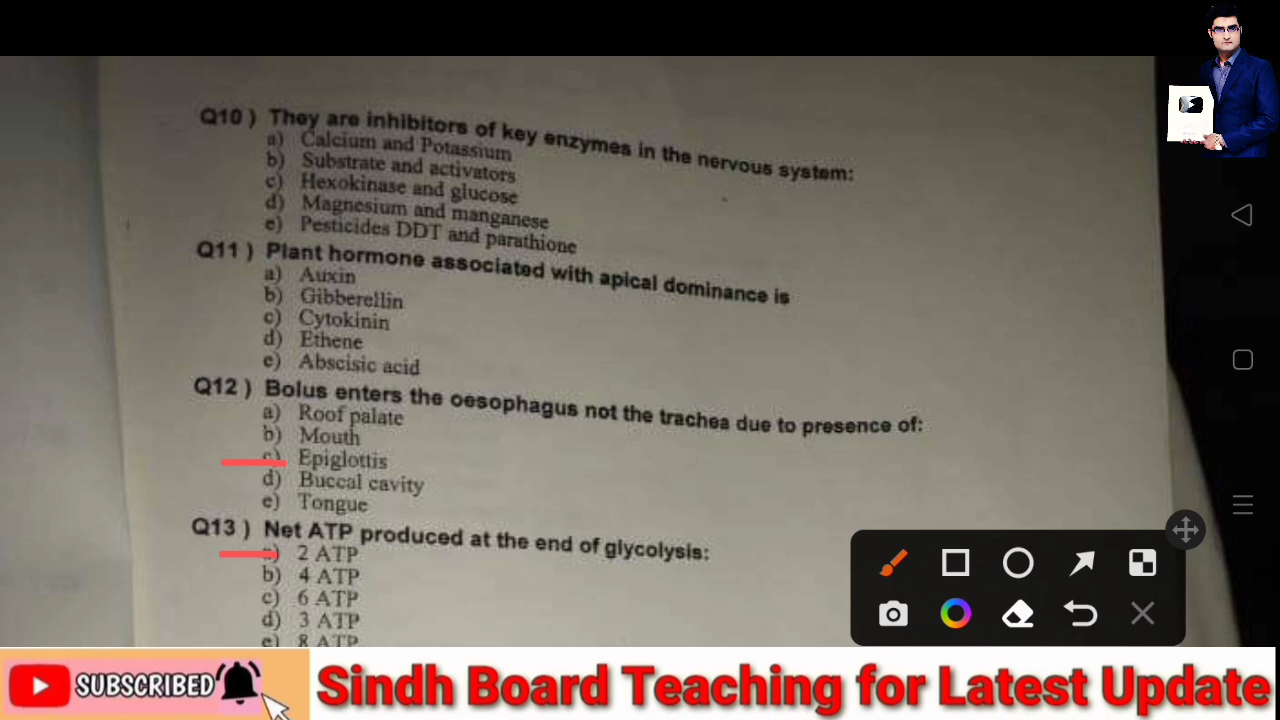 Q10 ) They are inhibitors of key enzymes in the nervous system:
a) Calcium and Potassium
b) Substrate and activators
c) Hexokinase and glucose
d) Magnesium and manganese
e) Pesticides DDT and parathione
Q11 ) Plant hormone associated with apical dominance is
a) Auxin
b) Gibberellin
c) Cytokinin
d) Ethene
e) Abscisic acid
Q12 ) Bolus enters the oesophagus not the trachea due to presence of:
a) Roof palate
b) Mouth
c) Epiglottis
d) Buccal cavity
e) Tongue
Q13 ) Net ATP produced at the end of glycolysis:
a) 2 ATP
b) 4 ATP
c) 6 ATP
d) 3 ATP
e) 8 ATP
SUBSCRIBED Sindh Board Teaching for Latest Update